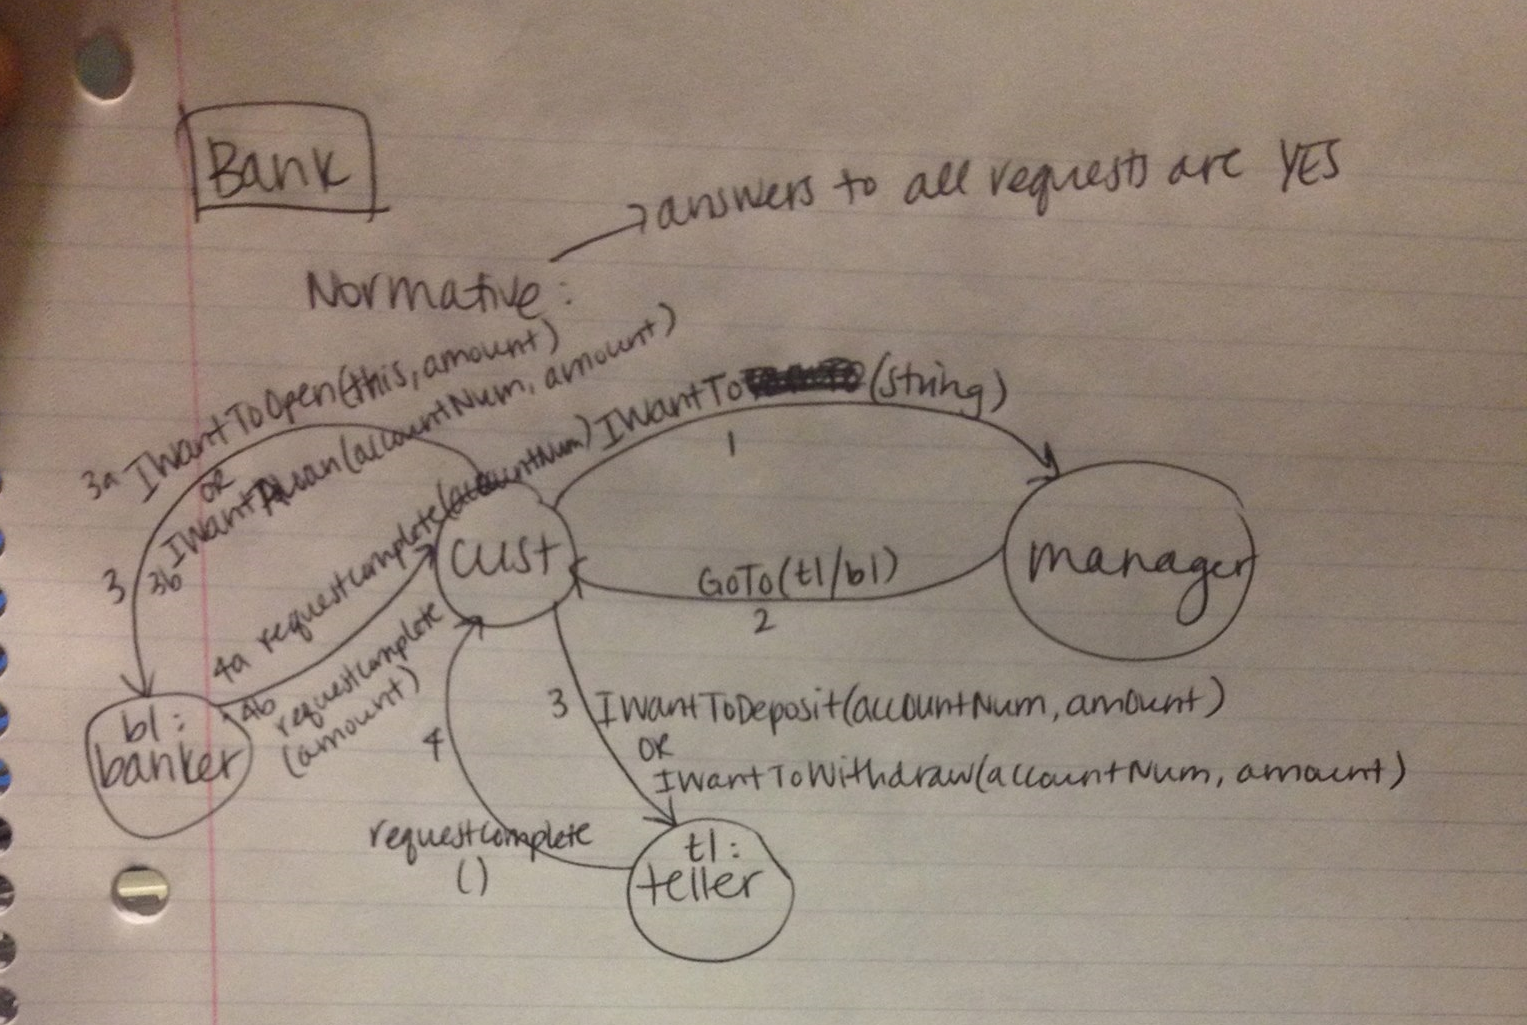 Bank
answers to all requests are YES
Normative:
3a IWantToOpen(this, amount)
OR
3b IWantALoan(accountNum, amount)
3
4a requestComplete(accountNum)
4b requestComplete
(amount)
IWantTo (string)
1
cust
manager
GoTo(t1/b1)
2
b1:
banker
3 IWantToDeposit(accountNum, amount)
OR
IWantToWithdraw(accountNum, amount)
4
requestComplete
()
t1:
teller